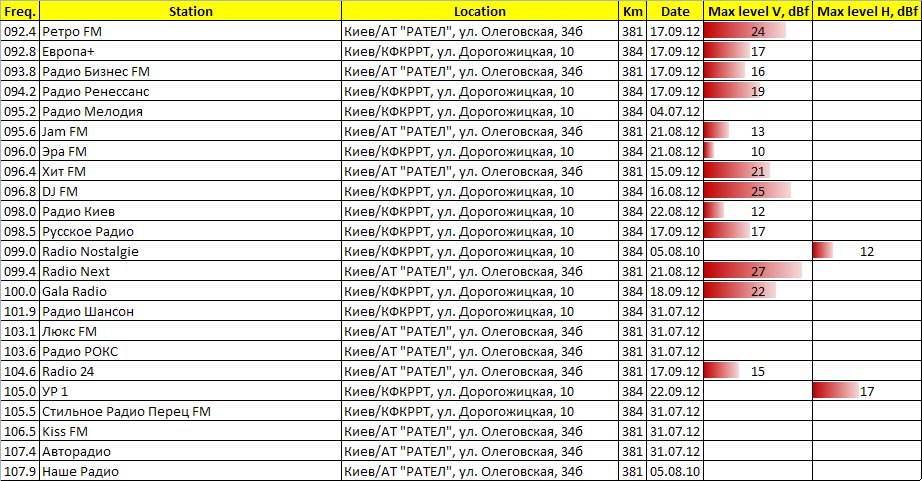 Freq. Station Location Km Date Max level V, dBf Max level H, dBf
092.4 Ретро FM Киев/АТ "РАТЕЛ", ул. Олеговская, 34б 381 17.09.12 24
092.8 Европа+ Киев/КФКРРТ, ул. Дорогожицкая, 10 384 17.09.12 17
093.8 Радио Бизнес FM Киев/АТ "РАТЕЛ", ул. Олеговская, 34б 381 17.09.12 16
094.2 Радио Ренессанс Киев/КФКРРТ, ул. Дорогожицкая, 10 384 17.09.12 19
095.2 Радио Мелодия Киев/КФКРРТ, ул. Дорогожицкая, 10 384 04.07.12
095.6 Jam FM Киев/АТ "РАТЕЛ", ул. Олеговская, 34б 381 21.08.12 13
096.0 Эра FM Киев/КФКРРТ, ул. Дорогожицкая, 10 384 21.08.12 10
096.4 Хит FM Киев/АТ "РАТЕЛ", ул. Олеговская, 34б 381 15.09.12 21
096.8 DJ FM Киев/КФКРРТ, ул. Дорогожицкая, 10 384 16.08.12 25
098.0 Радио Киев Киев/КФКРРТ, ул. Дорогожицкая, 10 384 22.08.12 12
098.5 Русское Радио Киев/КФКРРТ, ул. Дорогожицкая, 10 384 17.09.12 17
099.0 Radio Nostalgie Киев/КФКРРТ, ул. Дорогожицкая, 10 384 05.08.10 12
099.4 Radio Next Киев/АТ "РАТЕЛ", ул. Олеговская, 34б 381 21.08.12 27
100.0 Gala Radio Киев/КФКРРТ, ул. Дорогожицкая, 10 384 18.09.12 22
101.9 Радио Шансон Киев/КФКРРТ, ул. Дорогожицкая, 10 384 31.07.12
103.1 Люкс FM Киев/АТ "РАТЕЛ", ул. Олеговская, 34б 381 31.07.12
103.6 Радио РОКС Киев/АТ "РАТЕЛ", ул. Олеговская, 34б 381 31.07.12
104.6 Radio 24 Киев/АТ "РАТЕЛ", ул. Олеговская, 34б 381 17.09.12 15
105.0 УР 1 Киев/КФКРРТ, ул. Дорогожицкая, 10 384 22.09.12 17
105.5 Стильное Радио Перец FM Киев/КФКРРТ, ул. Дорогожицкая, 10 384 31.07.12
106.5 Kiss FM Киев/АТ "РАТЕЛ", ул. Олеговская, 34б 381 31.07.12
107.4 Авторадио Киев/АТ "РАТЕЛ", ул. Олеговская, 34б 381 31.07.12
107.9 Наше Радио Киев/АТ "РАТЕЛ", ул. Олеговская, 34б 381 05.08.10